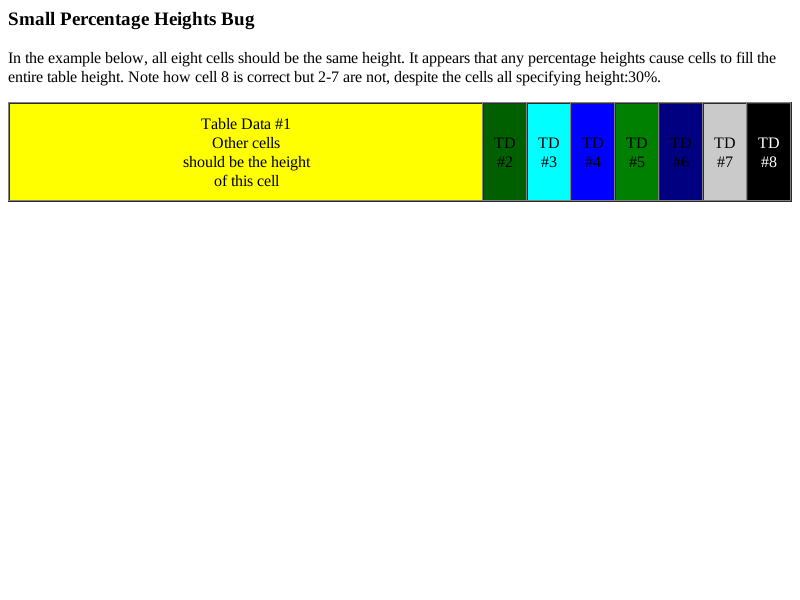 Small Percentage Heights Bug
In the example below, all eight cells should be the same height. It appears that any percentage heights cause cells to fill the
entire table height. Note how cell 8 is correct but 2-7 are not, despite the cells all specifying height:30%.
Table Data #1
Other cells
should be the height
of this cell
TD
#2
TD
#3
TD
#4
TD
#5
TD
#6
TD
#7
TD
#8